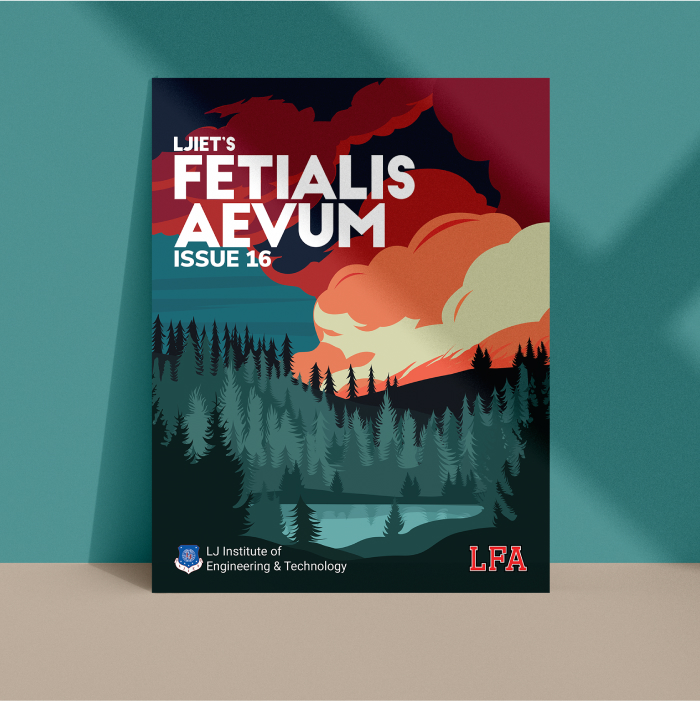 LJIET'S
FETIALIS
AEVUM
ISSUE 16
LJ Institute of
Engineering & Technology
LFA